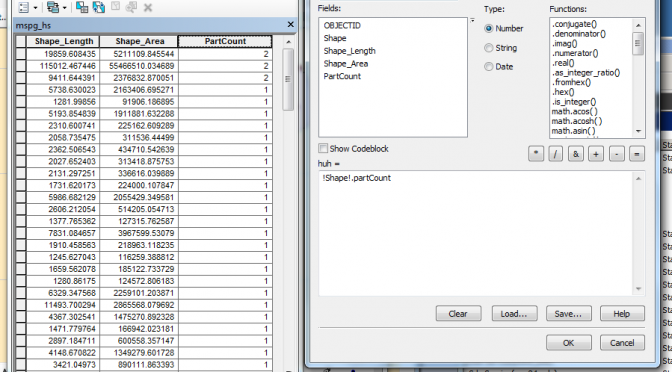 mspg_hs
×
Shape_Length Shape_Area PartCount
19859.608435 5211109.845544 2
115012.467446 55466510.034689 2
9411.644391 2376832.870051 2
5738.630023 2163406.695271 1
1281.99856 91906.186895 1
5193.854839 1911881.632288 1
2310.600741 225162.609289 1
2058.735475 311536.44499 1
2362.506543 434710.542639 1
2027.652403 313418.875753 1
2131.297251 336616.039889 1
1731.620173 224000.107847 1
5986.682129 2055429.349581 1
2606.212054 514205.054713 1
1377.765362 127315.762587 1
7831.084657 3967599.53079 1
1910.458563 218963.118235 1
1245.627043 116259.388812 1
1659.562078 185122.733729 1
1280.86175 124572.806183 1
6329.347568 2259101.203871 1
11493.700294 2865568.079692 1
4367.302541 1475270.892328 1
1471.779764 166942.023181 1
2897.184711 600558.357147 1
4148.670822 1349279.601728 1
3421.04973 890111.863393 1
Fields:
OBJECTID
Shape
Shape_Length
Shape_Area
PartCount
Type:
Number
String
Date
Functions:
.conjugate()
.denominator()
.imag()
.numerator()
.real()
.as_integer_ratio()
.fromhex()
.hex()
.is_integer()
math.acos()
math.acosh()
math.asin()
Show Codeblock
* / & + - =
huh =
!Shape!.partCount
Clear Load... Save... Help
OK Cancel